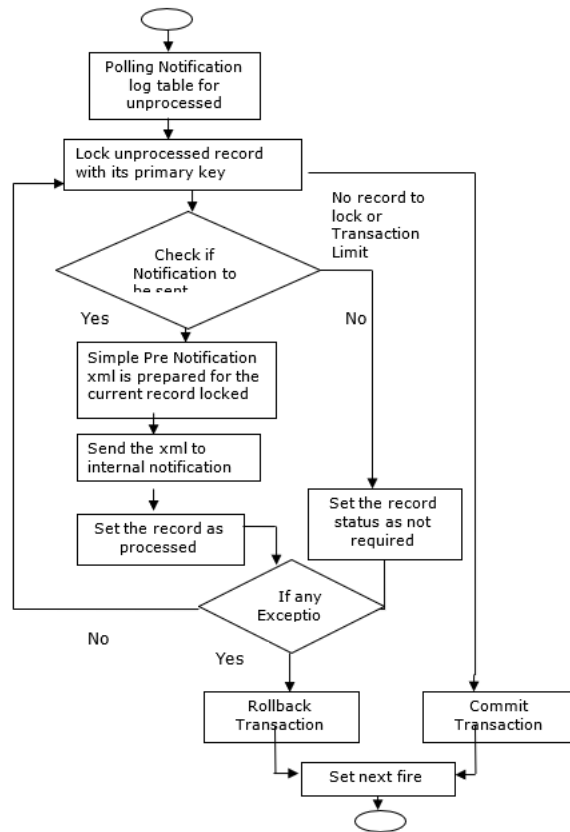 Polling Notification
log table for
unprocessed
Lock unprocessed record
with its primary key
No record to
lock or
Transaction
Limit
Check if
Notification to
be sent
Yes
No
Simple Pre Notification
xml is prepared for the
current record locked
Send the xml to
internal notification
Set the record as
processed
Set the record
status as not
required
If any
Exceptio
No
Yes
Rollback
Transaction
Commit
Transaction
Set next fire